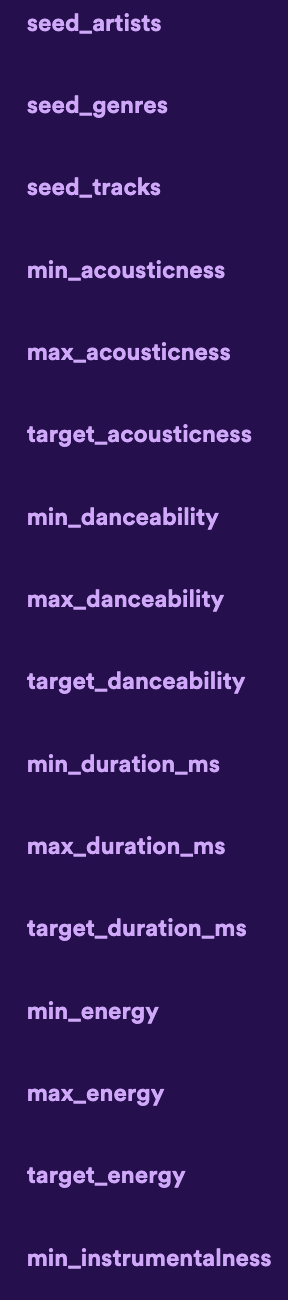 seed_artists
seed_genres
seed_tracks
min_acousticness
max_acousticness
target_acousticness
min_danceability
max_danceability
target_danceability
min_duration_ms
max_duration_ms
target_duration_ms
min_energy
max_energy
target_energy
min_instrumentalness